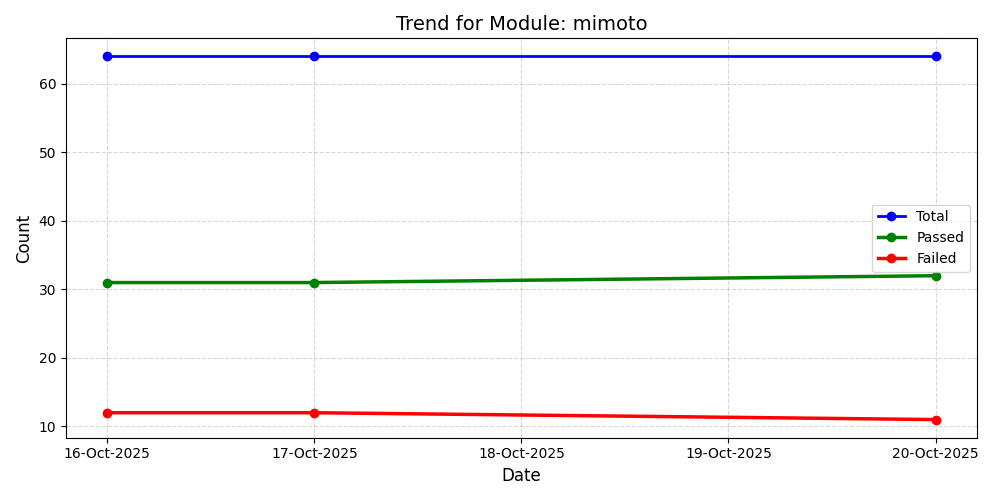 Trend for Module: mimoto
Count
60
50
40
30
20
10
Total
Passed
Failed
16-Oct-2025 17-Oct-2025 18-Oct-2025 19-Oct-2025 20-Oct-2025
Date